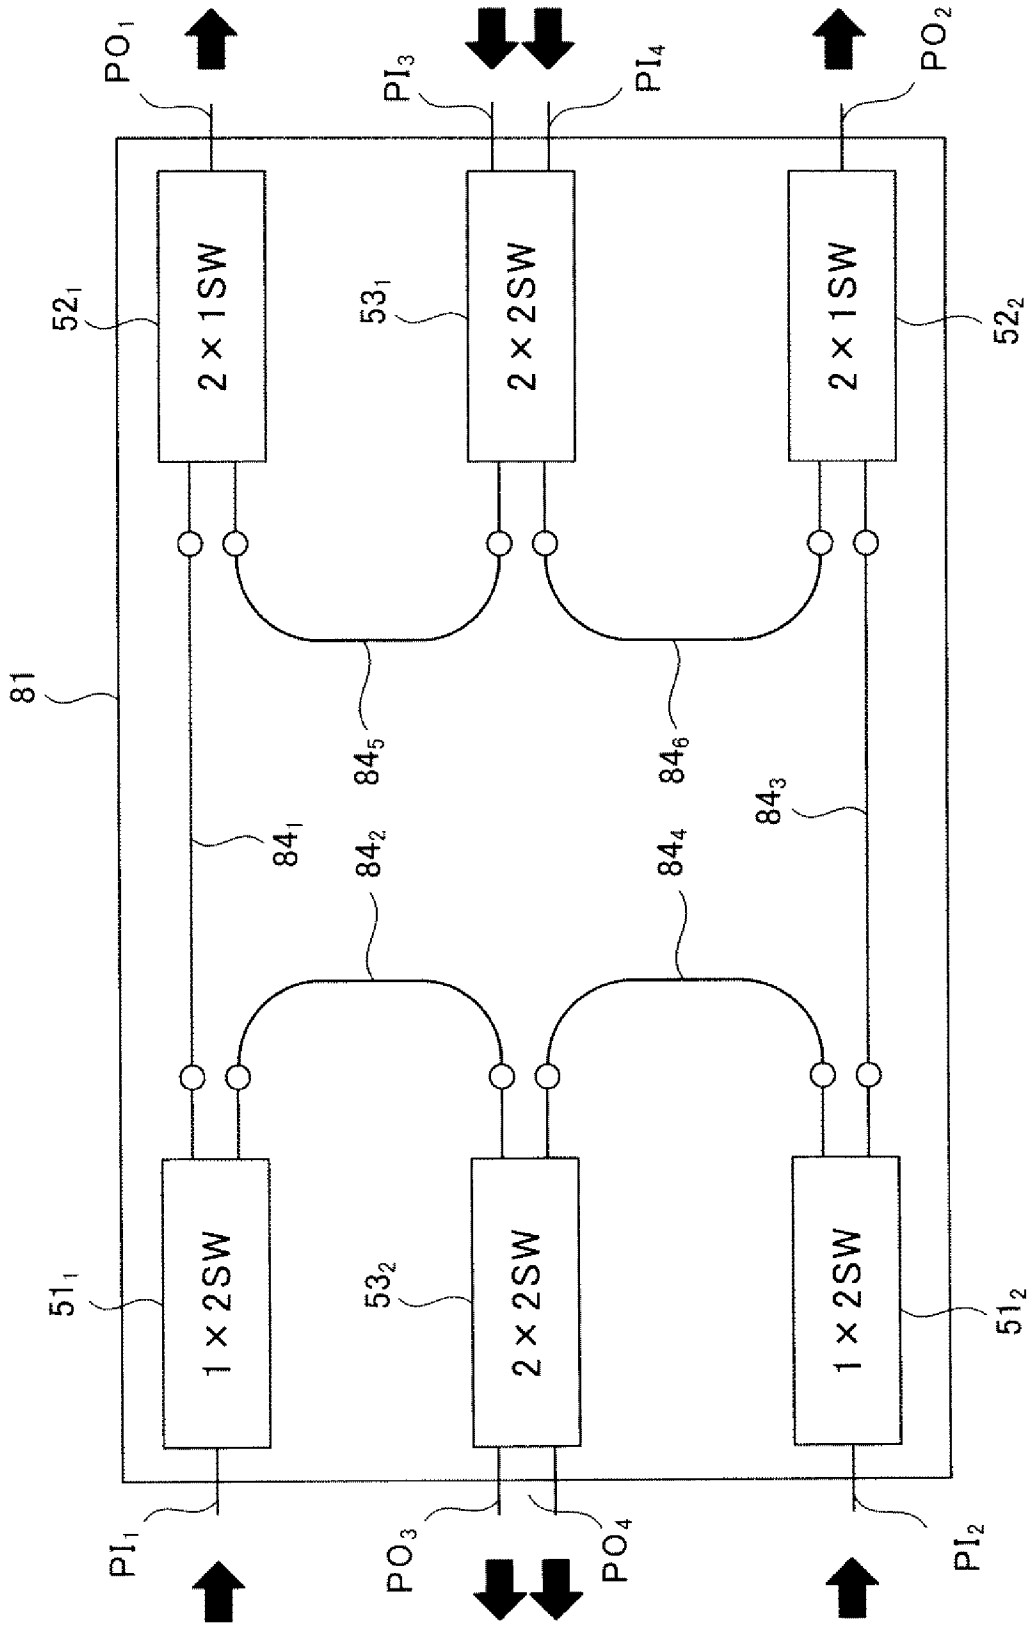 81
PI₁
51₁
1×2SW
84₁
52₁
2×1SW
PO₁
84₂
84₅
PO₃
53₂
2×2SW
PO₄
53₁
2×2SW
PI₃
PI₄
84₄
84₆
PI₂
51₂
1×2SW
84₃
52₂
2×1SW
PO₂